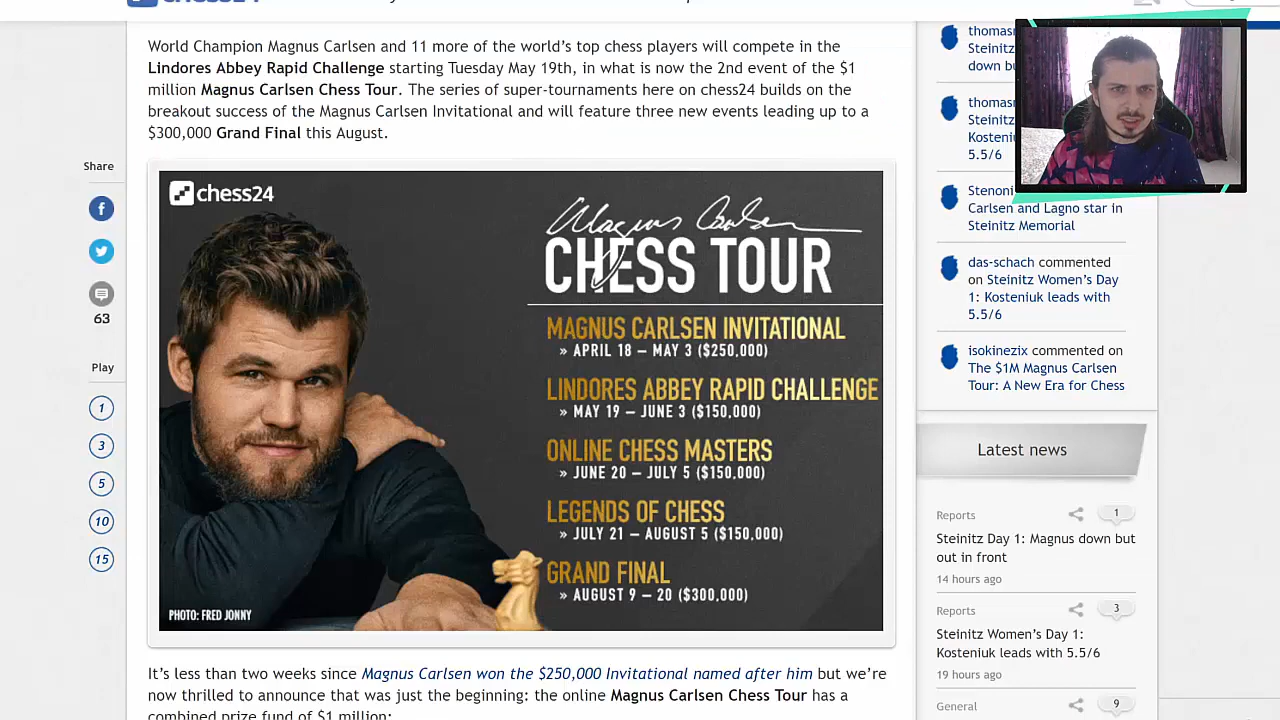 World Champion Magnus Carlsen and 11 more of the world's top chess players will compete in the
Lindores Abbey Rapid Challenge starting Tuesday May 19th, in what is now the 2nd event of the $1
million Magnus Carlsen Chess Tour. The series of super-tournaments here on chess24 builds on the
breakout success of the Magnus Carlsen Invitational and will feature three new events leading up to a
$300,000 Grand Final this August.
Share
63
Play
1
3
5
10
15
chess24
Magnus Carlsen
CHESS TOUR
MAGNUS CARLSEN INVITATIONAL
» APRIL 18 – MAY 3 ($250,000)
LINDORES ABBEY RAPID CHALLENGE
» MAY 19 – JUNE 3 ($150,000)
ONLINE CHESS MASTERS
» JUNE 20 – JULY 5 ($150,000)
LEGENDS OF CHESS
» JULY 21 – AUGUST 5 ($150,000)
GRAND FINAL
» AUGUST 9 – 20 ($300,000)
PHOTO: FRED JONNY
It's less than two weeks since Magnus Carlsen won the $250,000 Invitational named after him but we're
now thrilled to announce that was just the beginning: the online Magnus Carlsen Chess Tour has a
combined prize fund of $1 million:
Steinitz
down
Steinitz
5.5/6
Carlsen and Lagno star in
Steinitz Memorial
das-schach commented
on Steinitz Women's Day
1: Kosteniuk leads with
5.5/6
isokinezix commented on
The $1M Magnus Carlsen
Tour: A New Era for Chess
Latest news
Reports
1
Steinitz Day 1: Magnus down but
out in front
14 hours ago
Reports
3
Steinitz Women's Day 1:
Kosteniuk leads with 5.5/6
19 hours ago
General
9